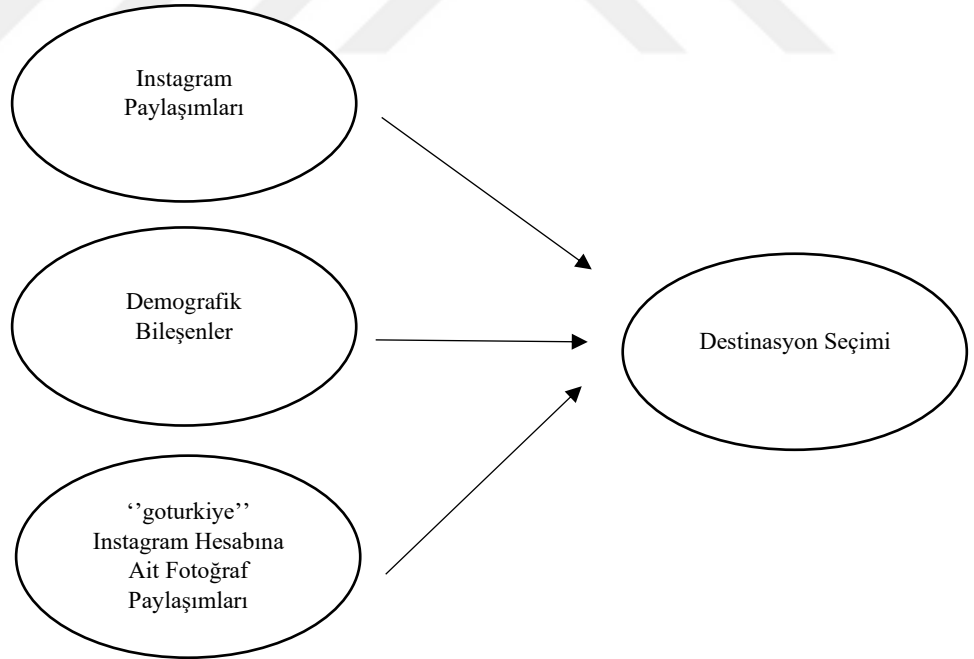 Instagram
Paylaşımları
Demografik
Bileşenler
Destinasyon Seçimi
‘’goturkiye’’
Instagram Hesabına
Ait Fotoğraf
Paylaşımları